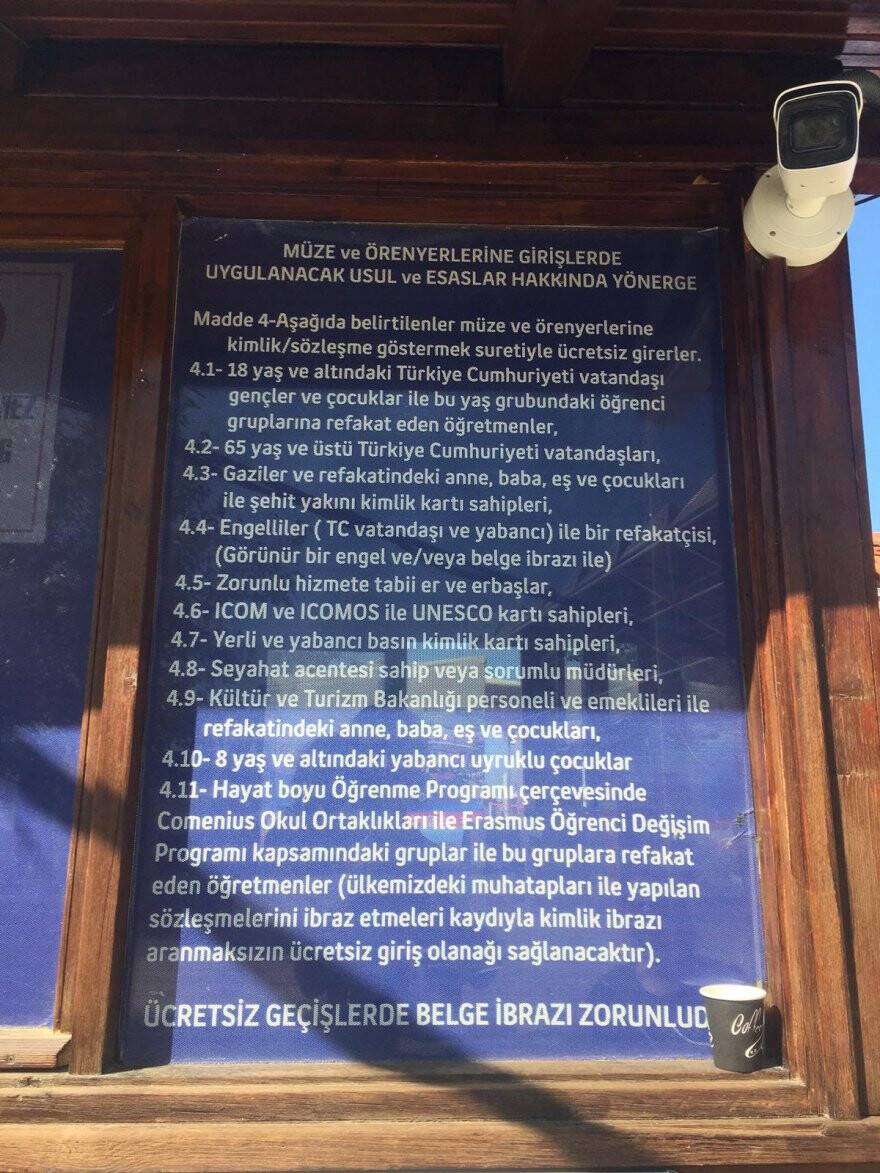 MÜZE ve ÖRENYERLERİNE GİRİŞLERDE
UYGULANACAK USUL ve ESASLAR HAKKINDA YÖNERGE
Madde 4-Aşağıda belirtilenler müze ve örenyerlerine
kimlik/sözleşme göstermek suretiyle ücretsiz girerler.
4.1- 18 yaş ve altındaki Türkiye Cumhuriyeti vatandaşı
gençler ve çocuklar ile bu yaş grubundaki öğrenci
gruplarına refakat eden öğretmenler,
4.2- 65 yaş ve üstü Türkiye Cumhuriyeti vatandaşları,
4.3- Gaziler ve refakatindeki anne, baba, eş ve çocukları
ile şehit yakını kimlik kartı sahipleri,
4.4- Engelliler ( TC vatandaşı ve yabancı) ile bir refakatçisi,
(Görünür bir engel ve/veya belge ibrazı ile)
4.5- Zorunlu hizmete tabii er ve erbaşlar,
4.6- ICOM ve ICOMOS ile UNESCO kartı sahipleri,
4.7- Yerli ve yabancı basın kimlik kartı sahipleri,
4.8- Seyahat acentesi sahip veya sorumlu müdürleri,
4.9- Kültür ve Turizm Bakanlığı personeli ve emeklileri ile
refakatindeki anne, baba, eş ve çocukları,
4.10- 8 yaş ve altındaki yabancı uyruklu çocuklar
4.11- Hayat boyu Öğrenme Programı çerçevesinde
Comenius Okul Ortaklıkları ile Erasmus Öğrenci Değişim
Programı kapsamındaki gruplar ile bu gruplara refakat
eden öğretmenler (ülkemizdeki muhatapları ile yapılan
sözleşmelerini ibraz etmeleri kaydıyla kimlik ibrazı
aranmaksızın ücretsiz giriş olanağı sağlanacaktır).
ÜCRETSİZ GEÇİŞLERDE BELGE İBRAZI ZORUNLUD